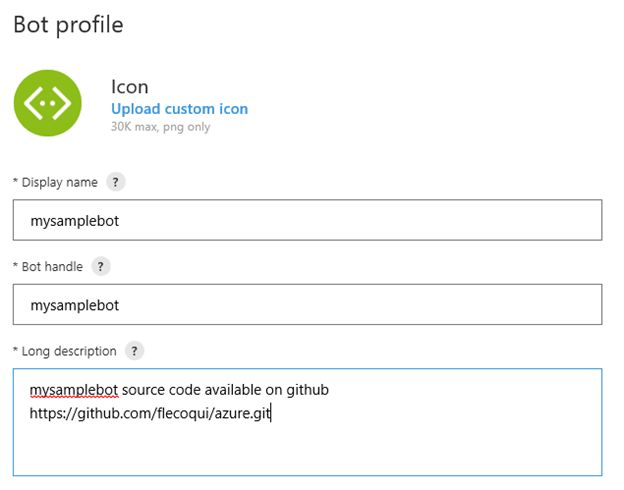 Bot profile
Icon
Upload custom icon
30K max, png only
* Display name ?
mysamplebot
* Bot handle ?
mysamplebot
* Long description ?
mysamplebot source code available on github
https://github.com/flecoqui/azure.git